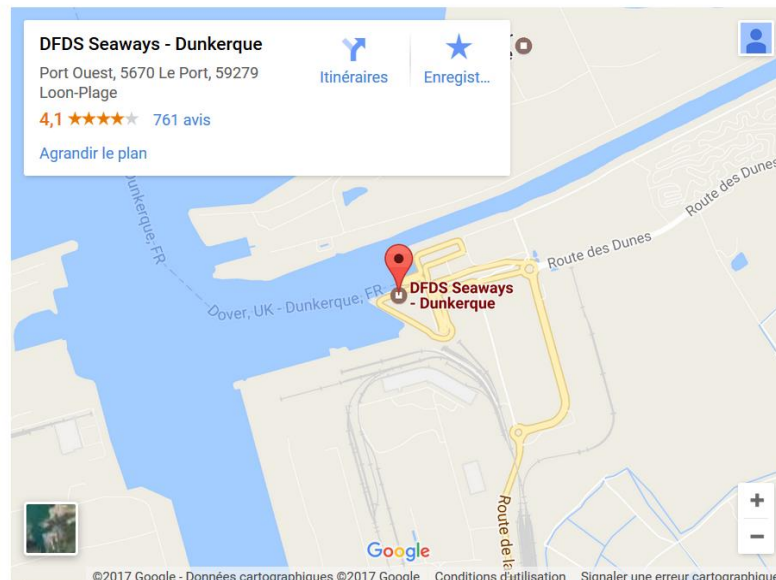 DFDS Seaways - Dunkerque
Port Ouest, 5670 Le Port, 59279
Loon-Plage
4,1 761 avis
Agrandir le plan
Itinéraires
Enregist...
Dunkerque, FR
Dover, UK - Dunkerque, FR
DFDS Seaways
- Dunkerque
Route des Dunes
Route des Dunes
Route de la
Google
+
−
©2017 Google - Données cartographiques ©2017 Google Conditions d'utilisation Signaler une erreur cartographique